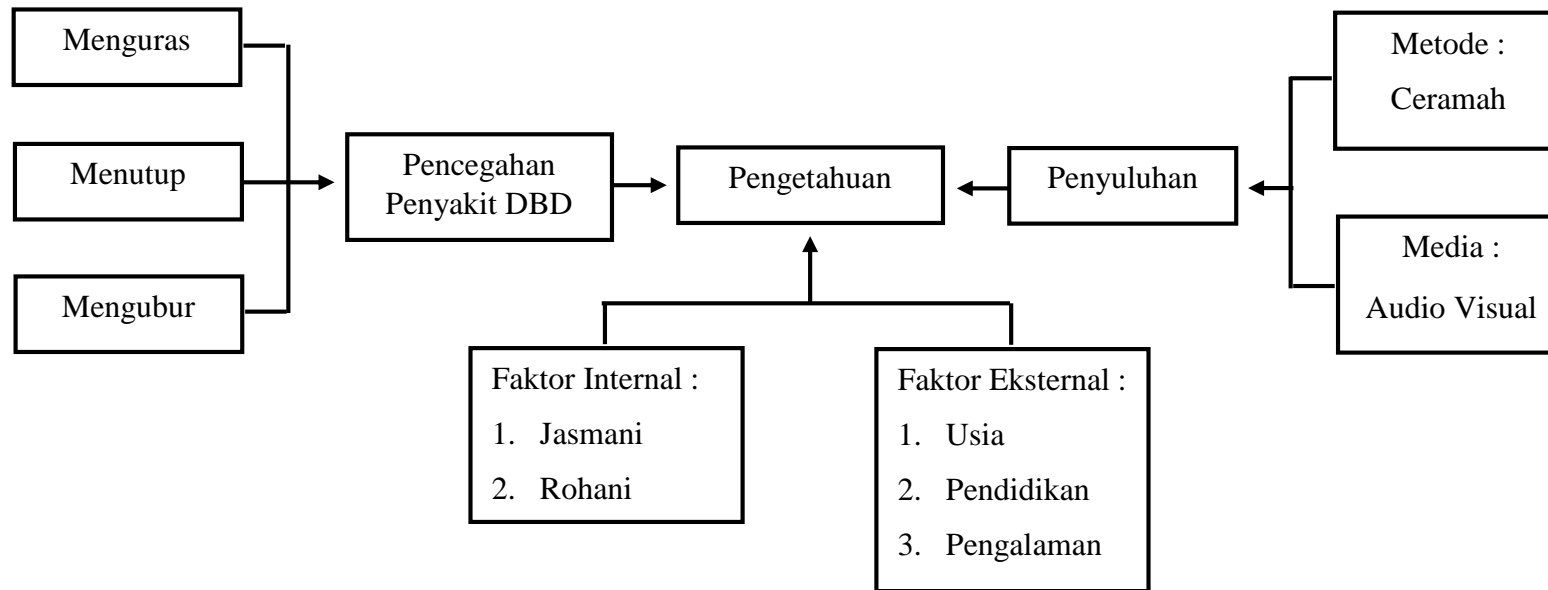 Menguras
Menutup
Mengubur
Pencegahan
Penyakit DBD
Pengetahuan
Penyuluhan
Metode :
Ceramah
Media :
Audio Visual
Faktor Internal :
1. Jasmani
2. Rohani
Faktor Eksternal :
1. Usia
2. Pendidikan
3. Pengalaman